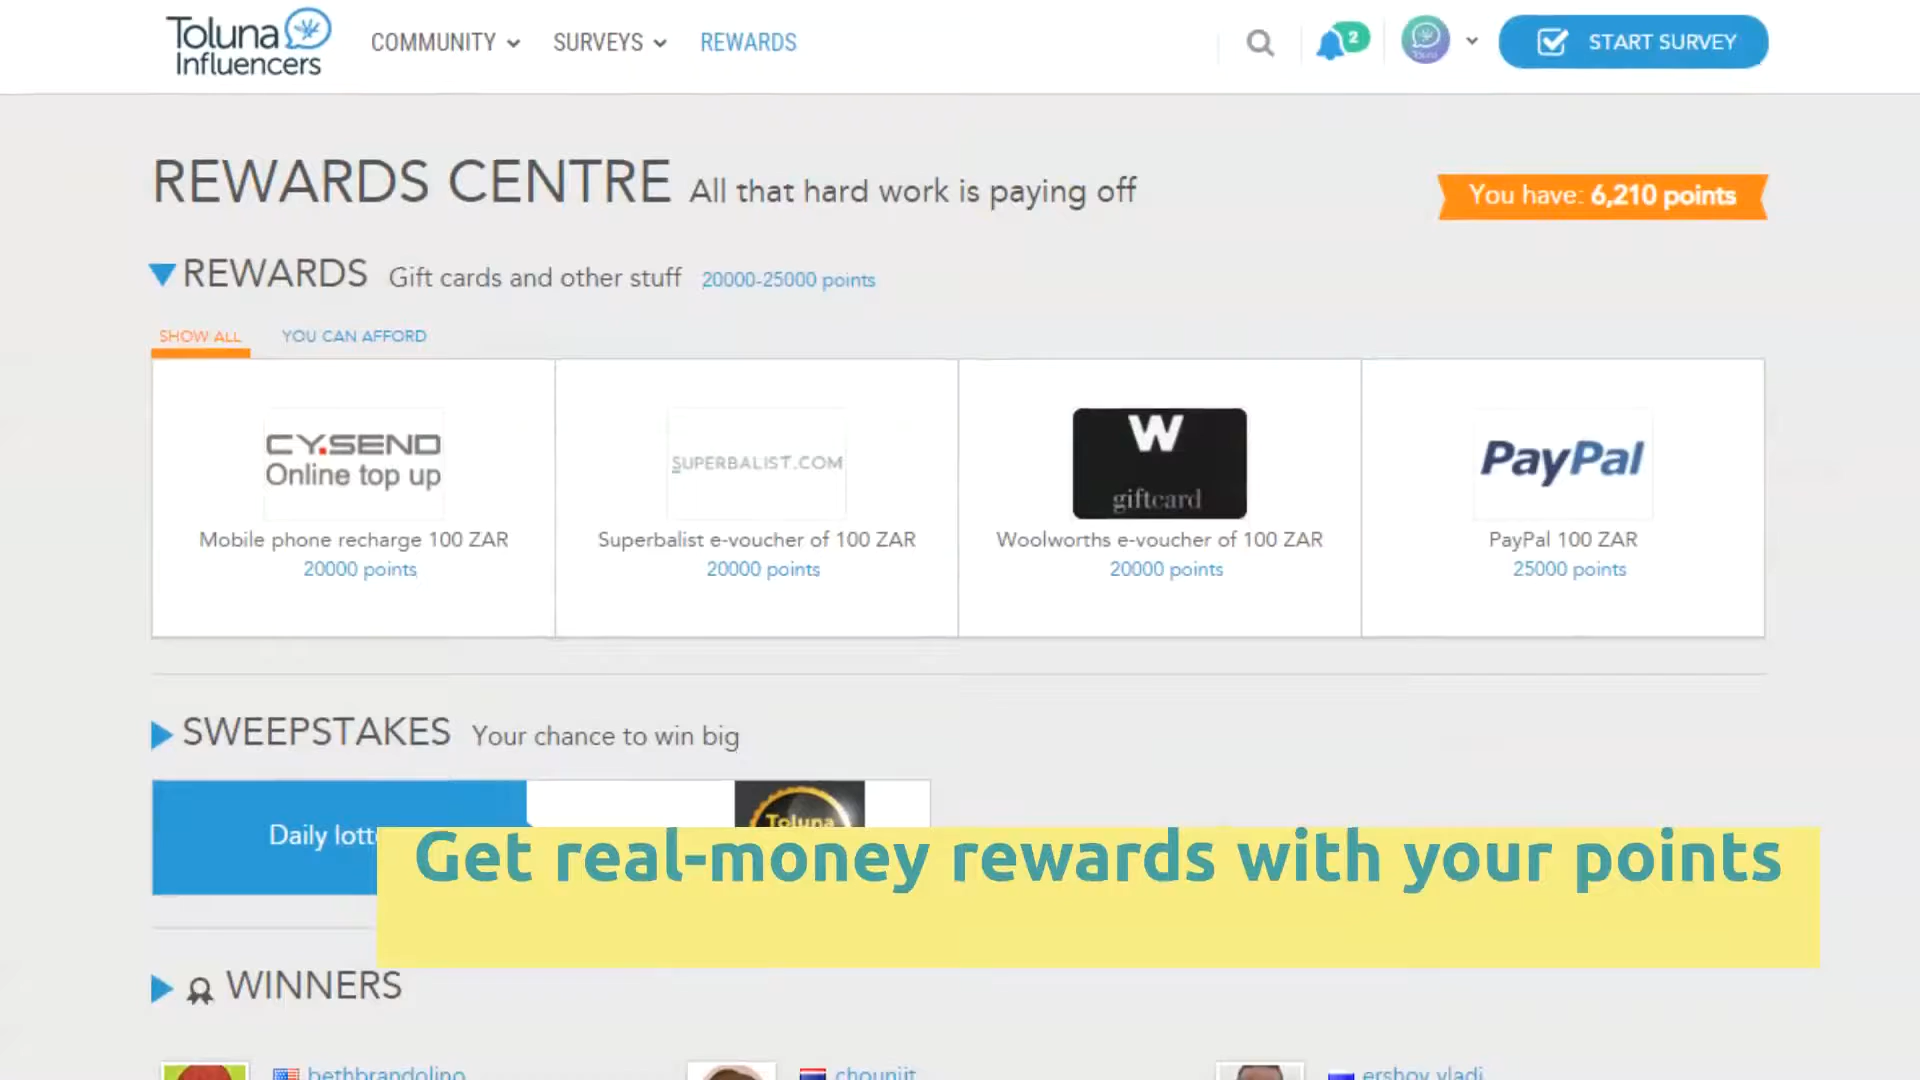 Toluna
Influencers
COMMUNITY
SURVEYS
REWARDS
2
START SURVEY
REWARDS CENTRE All that hard work is paying off
You have: 6,210 points
REWARDS Gift cards and other stuff 20000-25000 points
SHOW ALL
YOU CAN AFFORD
CY.SEND
Online top up
Mobile phone recharge 100 ZAR
20000 points
SUPERBALIST.COM
Superbalist e-voucher of 100 ZAR
20000 points
W
giftcard
Woolworths e-voucher of 100 ZAR
20000 points
PayPal
PayPal 100 ZAR
25000 points
SWEEPSTAKES Your chance to win big
Daily
Toluna
Get real-money rewards with your points
WINNERS
bethbrandolino
chounjit
ershov vladi